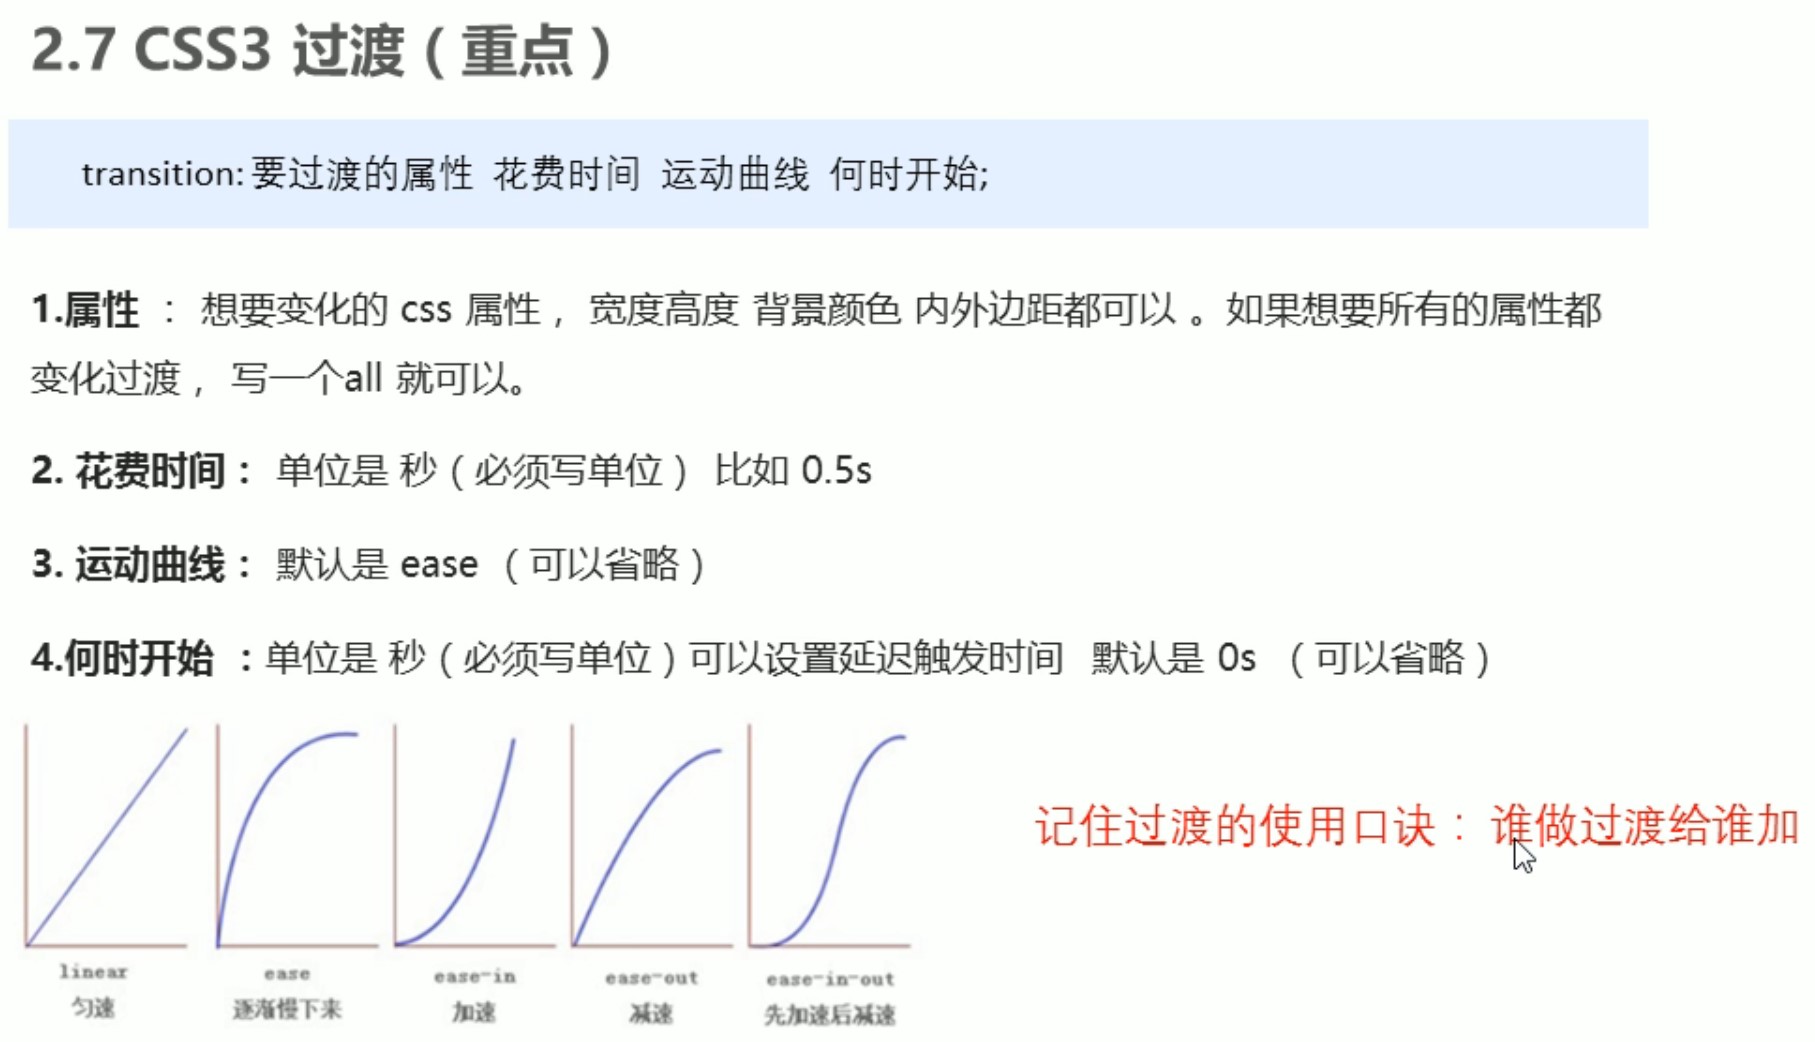 2.7 CSS3 过渡（重点）
transition: 要过渡的属性 花费时间 运动曲线 何时开始;
1.属性 ： 想要变化的 css 属性， 宽度高度 背景颜色 内外边距都可以 。如果想要所有的属性都
变化过渡， 写一个all 就可以。
2. 花费时间： 单位是 秒（必须写单位） 比如 0.5s
3. 运动曲线： 默认是 ease （可以省略）
4.何时开始 ：单位是 秒（必须写单位）可以设置延迟触发时间 默认是 0s （可以省略）
记住过渡的使用口诀： 谁做过渡给谁加
linear ease ease-in ease-out ease-in-out
匀速 逐渐慢下来 加速 减速 先加速后减速